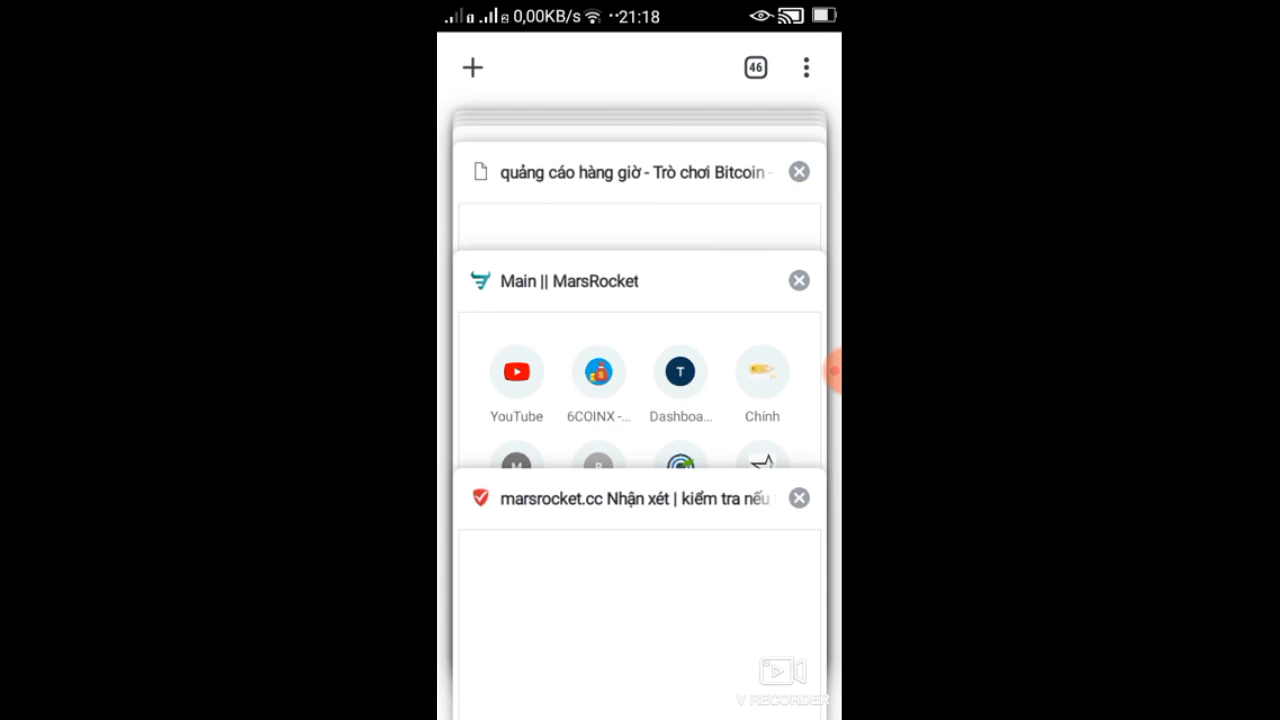 0,00KB/s 21:18
46
quảng cáo hàng giờ - Trò chơi Bitcoin -
Main || MarsRocket
T
YouTube 6COINX -... Dashboa... Chính
M
marsrocket.cc Nhận xét | kiểm tra nếu
V RECORDER